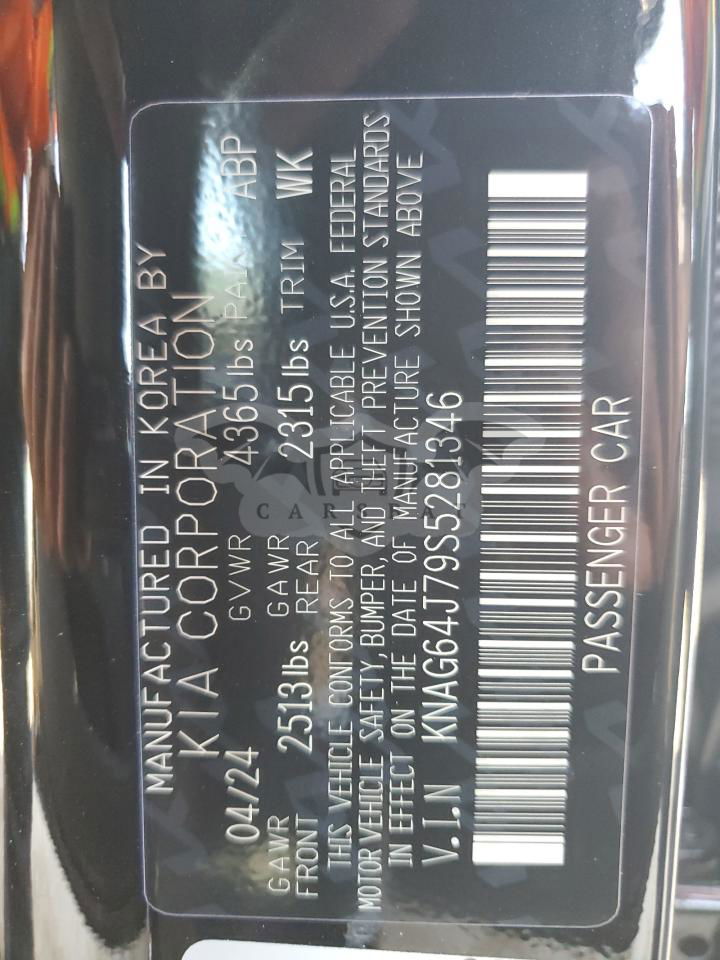 MANUFACTURED IN KOREA BY
KIA CORPORATION
04/24 GVWR 4365lbs PAINT ABP
GAWR FRONT 2513lbs GAWR REAR 2315lbs TRIM WK
THIS VEHICLE CONFORMS TO ALL APPLICABLE U.S.A. FEDERAL
MOTOR VEHICLE SAFETY, BUMPER, AND THEFT PREVENTION STANDARDS
IN EFFECT ON THE DATE OF MANUFACTURE SHOWN ABOVE
V.I.N KNAG64J79S5281346
PASSENGER CAR